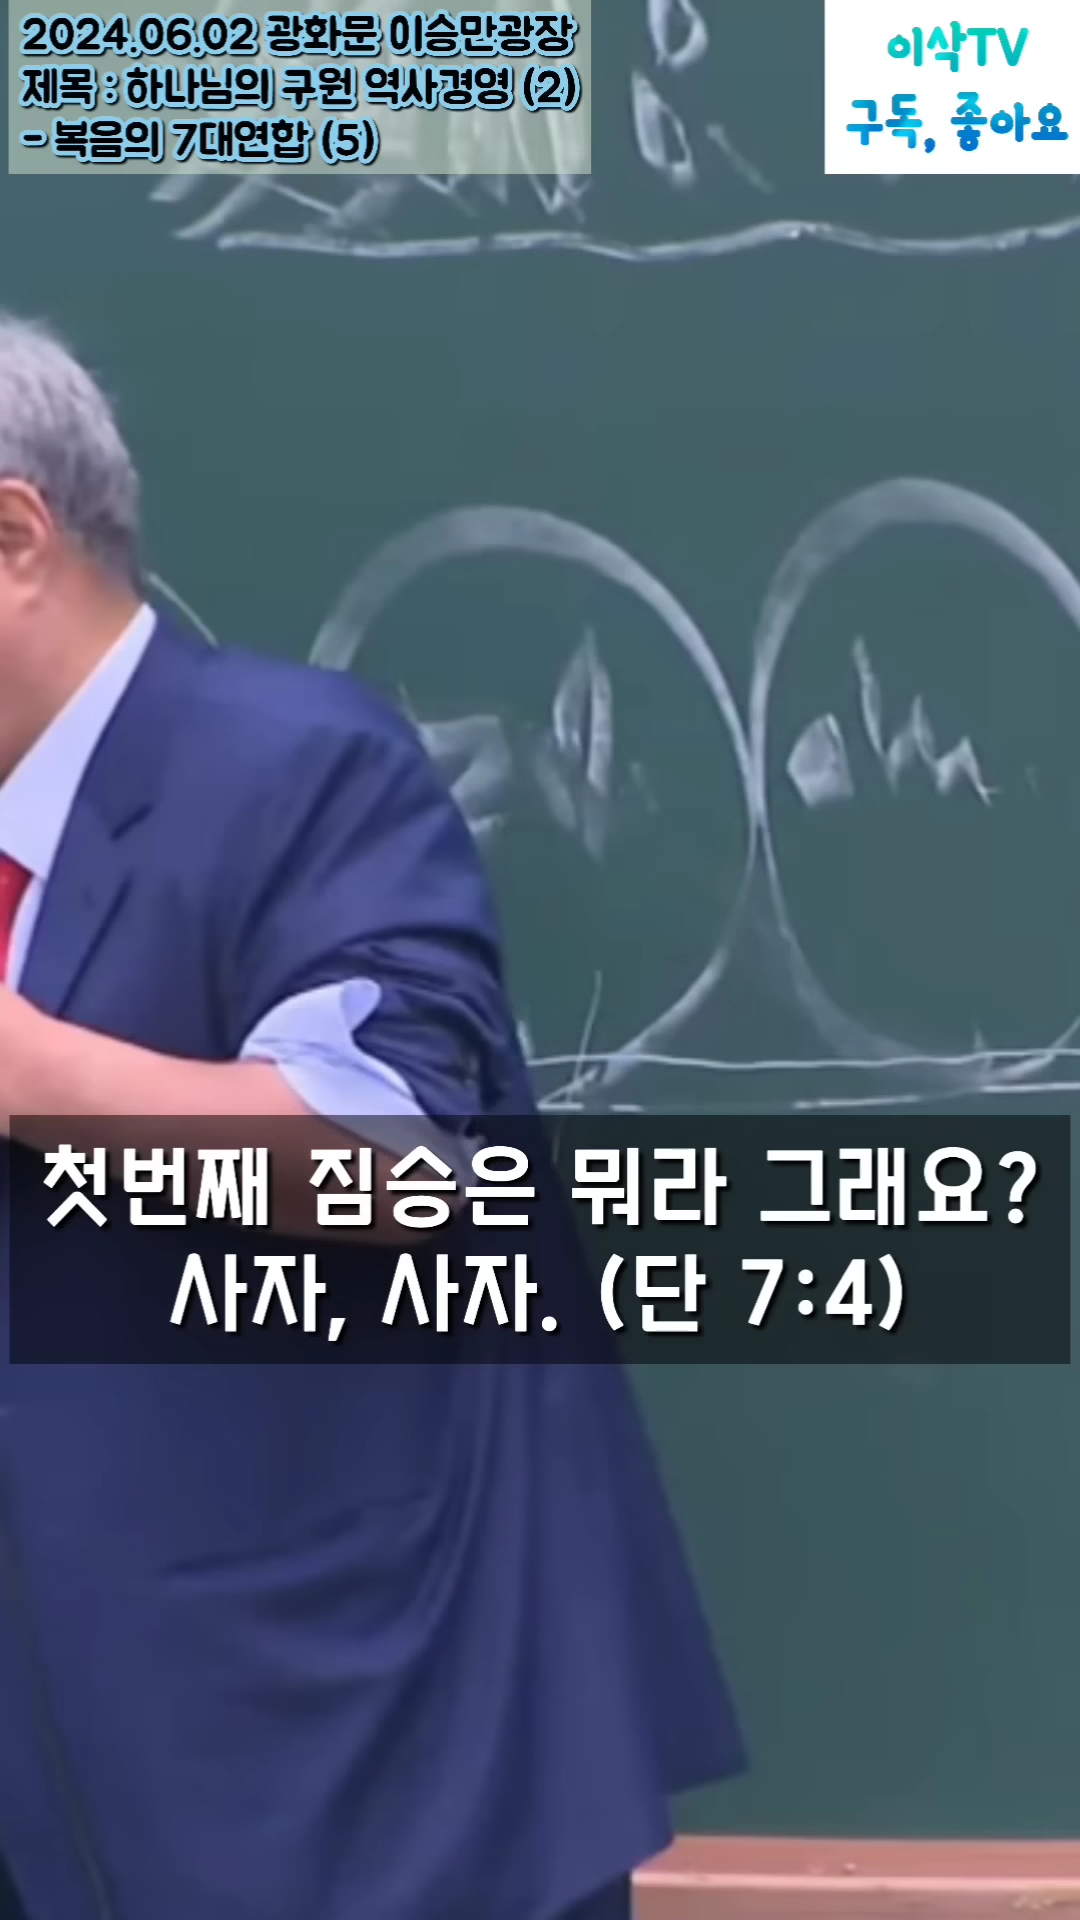 2024.06.02 광화문 이승만광장
제목 : 하나님의 구원 역사경영 (2)
- 복음의 7대연합 (5)
이삭TV
구독, 좋아요
첫번째 짐승은 뭐라 그래요?
사자, 사자. (단 7:4)